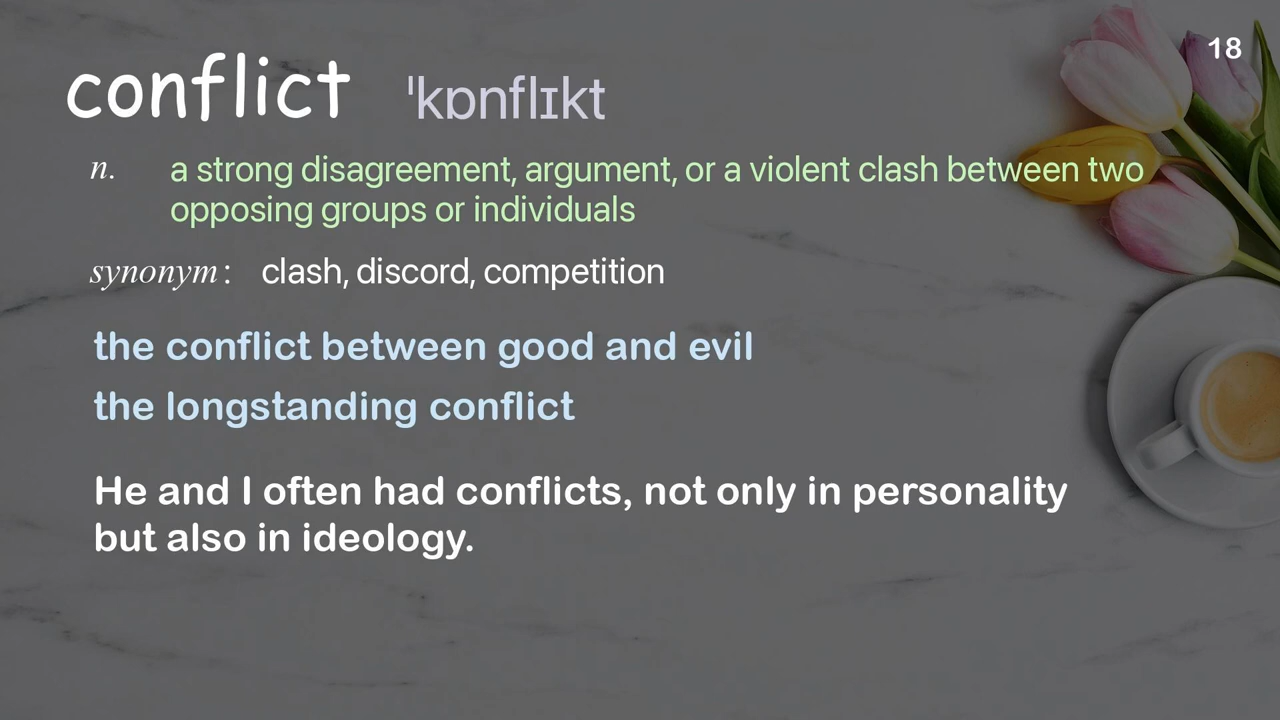 18
conflict ˈkɒnflɪkt
n. a strong disagreement, argument, or a violent clash between two
opposing groups or individuals
synonym: clash, discord, competition
the conflict between good and evil
the longstanding conflict
He and I often had conflicts, not only in personality
but also in ideology.